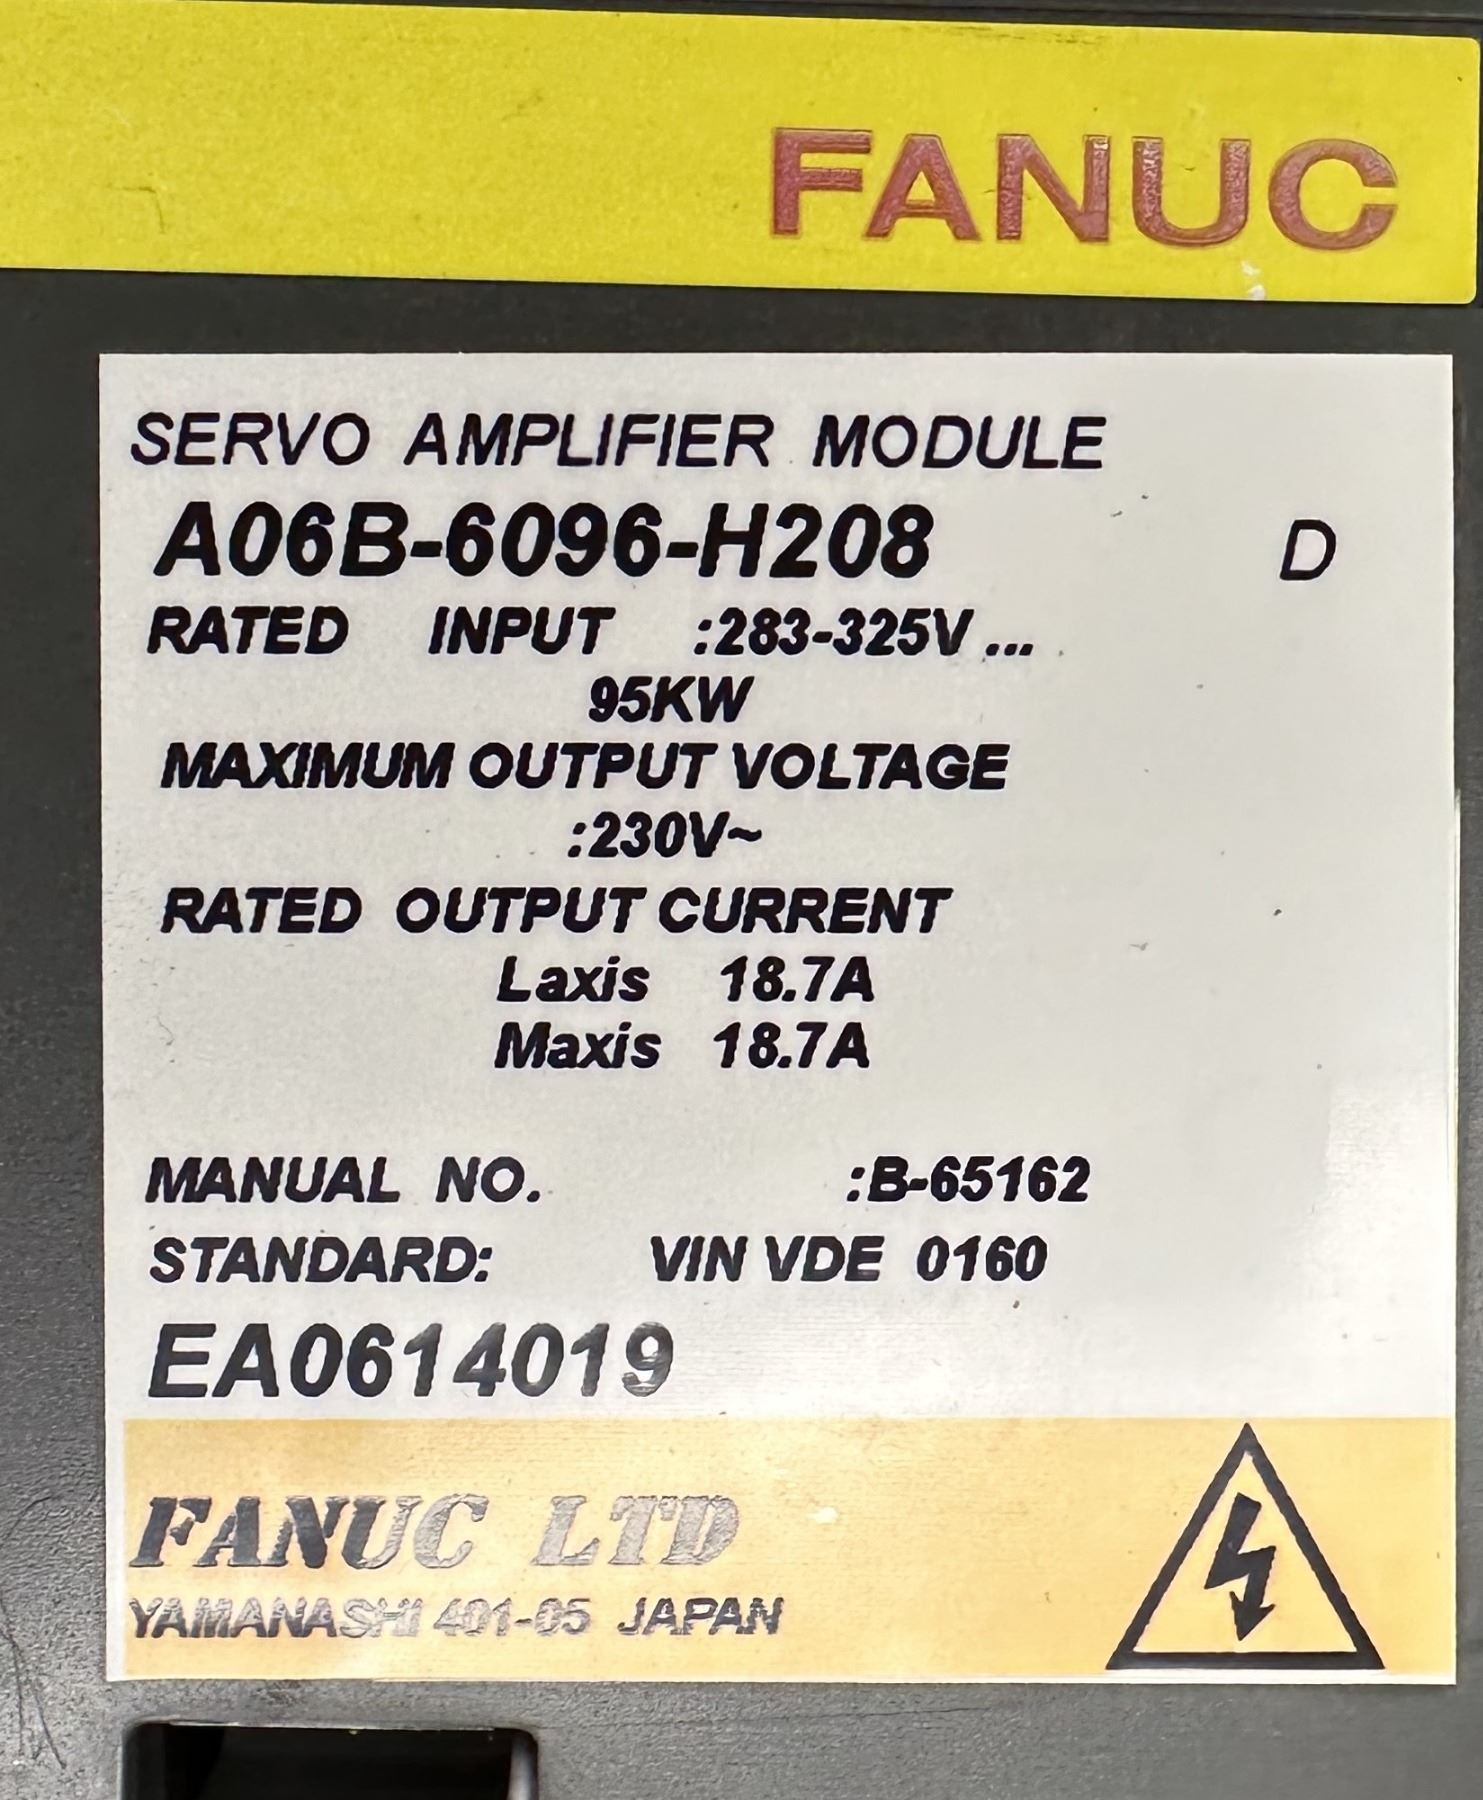 FANUC
SERVO AMPLIFIER MODULE
A06B-6096-H208 D
RATED INPUT :283-325V ...
95KW
MAXIMUM OUTPUT VOLTAGE
:230V~
RATED OUTPUT CURRENT
Laxis 18.7A
Maxis 18.7A
MANUAL NO. :B-65162
STANDARD: VIN VDE 0160
EA0614019
FANUC LTD
YAMANASHI 401-05 JAPAN